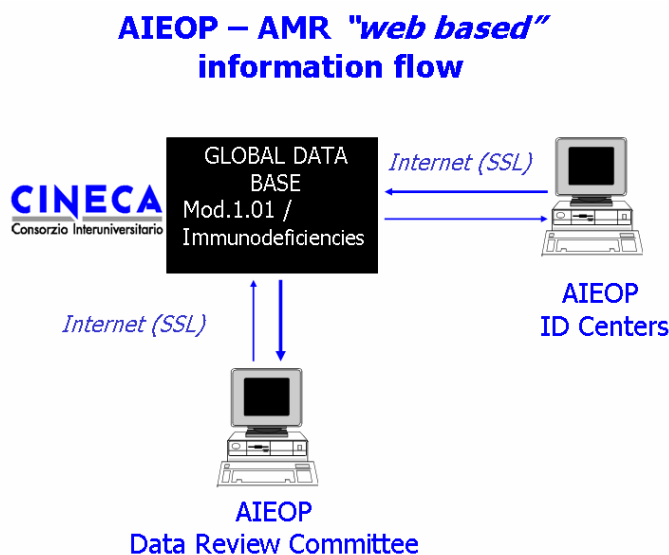 AIEOP – AMR "web based"
information flow
GLOBAL DATA
BASE
Mod.1.01 /
Immunodeficiencies
CINECA
Consorzio Interuniversitario
Internet (SSL)
AIEOP
ID Centers
Internet (SSL)
AIEOP
Data Review Committee